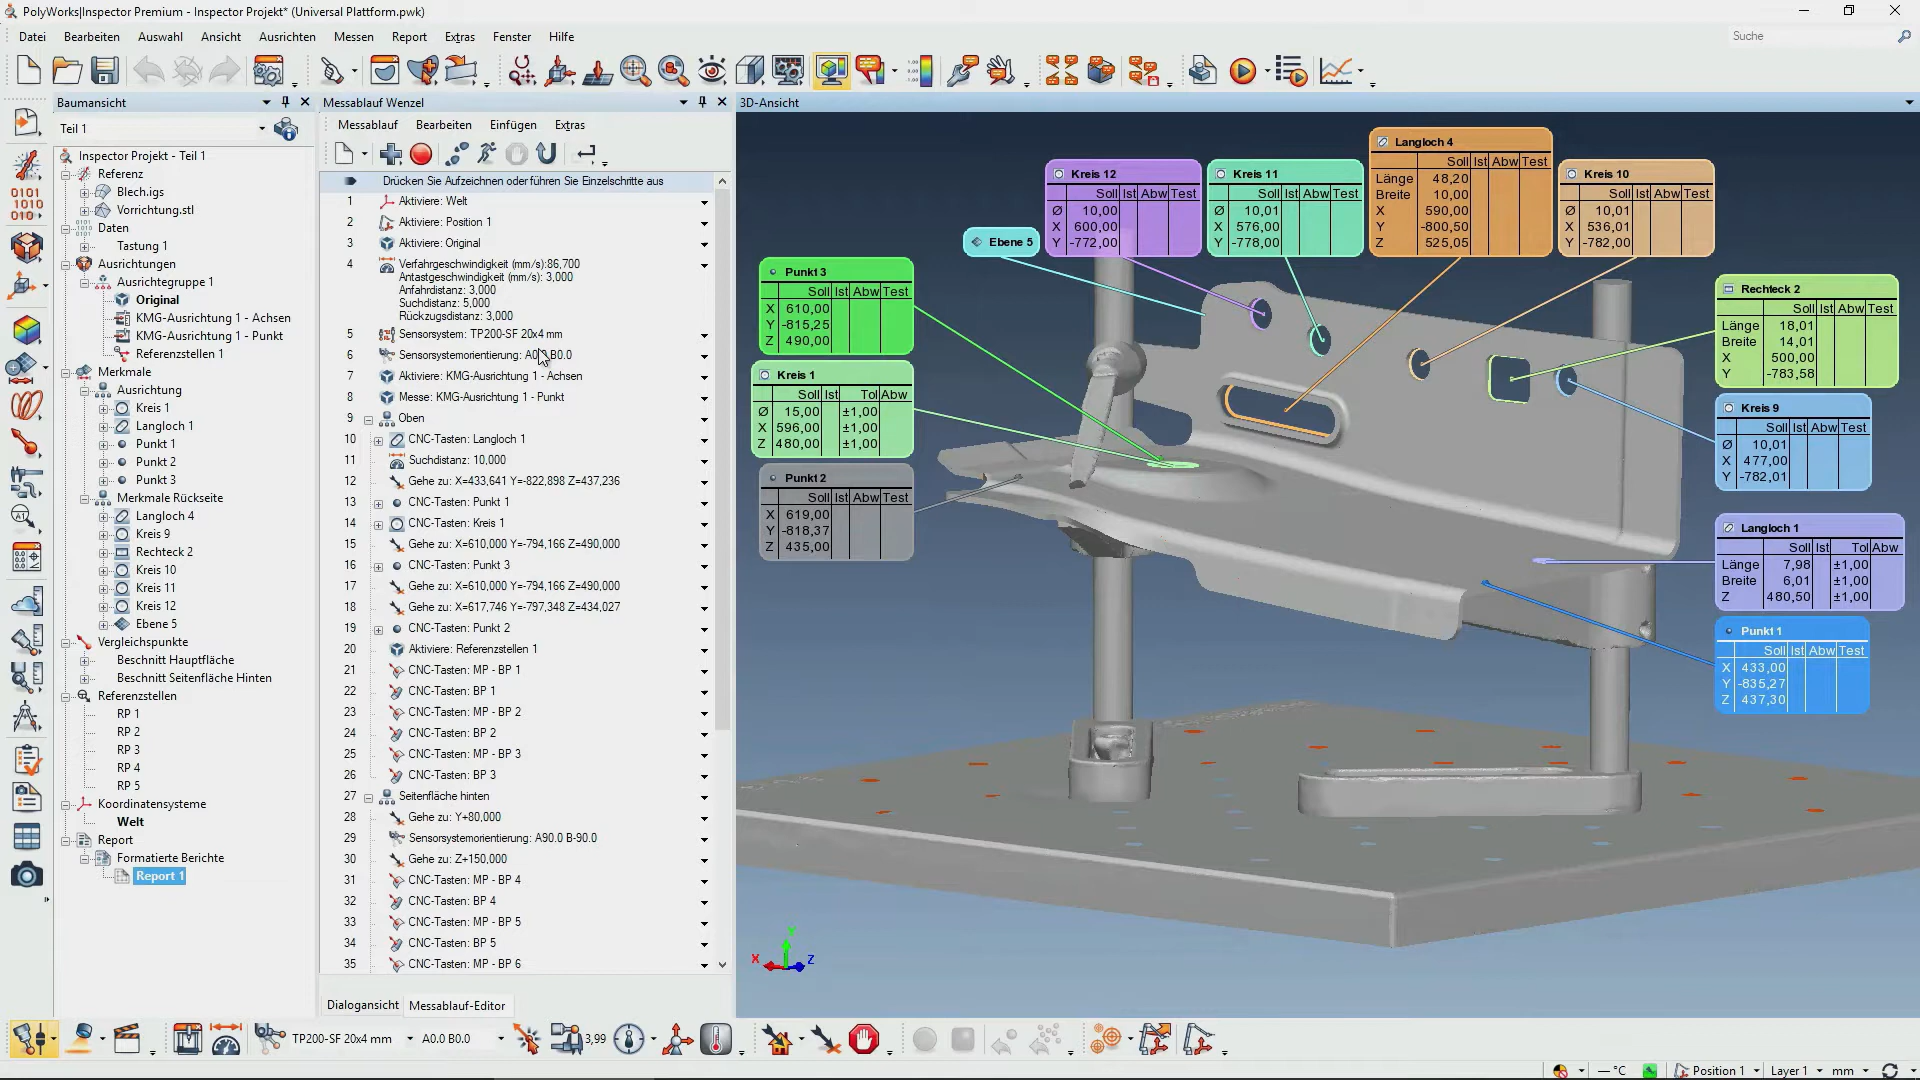 PolyWorks|Inspector Premium - Inspector Projekt* (Universal Plattform.pwk)
Datei Bearbeiten Auswahl Ansicht Ausrichten Messen Report Extras Fenster Hilfe
Suche
Baumansicht
Teil 1
Inspector Projekt - Teil 1
Referenz
Blech.igs
Vorrichtung.stl
Daten
Tastung 1
Ausrichtungen
Ausrichtegruppe 1
Original
KMG-Ausrichtung 1 - Achsen
KMG-Ausrichtung 1 - Punkt
Referenzstellen 1
Merkmale
Ausrichtung
Kreis 1
Langloch 1
Punkt 1
Punkt 2
Punkt 3
Merkmale Rückseite
Langloch 4
Kreis 9
Rechteck 2
Kreis 10
Kreis 11
Kreis 12
Ebene 5
Vergleichspunkte
Beschnitt Hauptfläche
Beschnitt Seitenfläche Hinten
Referenzstellen
RP 1
RP 2
RP 3
RP 4
RP 5
Koordinatensysteme
Welt
Report
Formatierte Berichte
Report 1
Messablauf Wenzel
Messablauf Bearbeiten Einfügen Extras
Drücken Sie Aufzeichnen oder führen Sie Einzelschritte aus
1 Aktiviere: Welt
2 Aktiviere: Position 1
3 Aktiviere: Original
4 Verfahrgeschwindigkeit (mm/s):86,700
Antastgeschwindigkeit (mm/s): 3,000
Anfahrdistanz: 3,000
Suchdistanz: 5,000
Rückzugsdistanz: 3,000
5 Sensorsystem: TP200-SF 20x4 mm
6 Sensorsystemorientierung: A0.0 B0.0
7 Aktiviere: KMG-Ausrichtung 1 - Achsen
8 Messe: KMG-Ausrichtung 1 - Punkt
9 Oben
10 CNC-Tasten: Langloch 1
11 Suchdistanz: 10,000
12 Gehe zu: X=433,641 Y=-822,898 Z=437,236
13 CNC-Tasten: Punkt 1
14 CNC-Tasten: Kreis 1
15 Gehe zu: X=610,000 Y=-794,166 Z=490,000
16 CNC-Tasten: Punkt 3
17 Gehe zu: X=610,000 Y=-794,166 Z=490,000
18 Gehe zu: X=617,746 Y=-797,348 Z=434,027
19 CNC-Tasten: Punkt 2
20 Aktiviere: Referenzstellen 1
21 CNC-Tasten: MP - BP 1
22 CNC-Tasten: BP 1
23 CNC-Tasten: MP - BP 2
24 CNC-Tasten: BP 2
25 CNC-Tasten: MP - BP 3
26 CNC-Tasten: BP 3
27 Seitenfläche hinten
28 Gehe zu: Y+80,000
29 Sensorsystemorientierung: A90.0 B-90.0
30 Gehe zu: Z+150,000
31 CNC-Tasten: MP - BP 4
32 CNC-Tasten: BP 4
33 CNC-Tasten: MP - BP 5
34 CNC-Tasten: BP 5
35 CNC-Tasten: MP - BP 6
Dialogansicht Messablauf-Editor
3D-Ansicht
Ebene 5
Kreis 12
Soll Ist Abw Test
Ø 10,00
X 600,00
Y -772,00
Kreis 11
Soll Ist Abw Test
Ø 10,01
X 576,00
Y -778,00
Langloch 4
Soll Ist Abw Test
Länge 48,20
Breite 10,00
X 590,00
Y -800,50
Z 525,05
Kreis 10
Soll Ist Abw Test
Ø 10,01
X 536,01
Y -782,00
Punkt 3
Soll Ist Abw Test
X 610,00
Y -815,25
Z 490,00
Kreis 1
Soll Ist Tol Abw
Ø 15,00 ±1,00
X 596,00 ±1,00
Z 480,00 ±1,00
Punkt 2
Soll Ist Abw Test
X 619,00
Y -818,37
Z 435,00
Rechteck 2
Soll Ist Abw Test
Länge 18,01
Breite 14,01
X 500,00
Y -783,58
Kreis 9
Soll Ist Abw Test
Ø 10,01
X 477,00
Y -782,01
Langloch 1
Soll Ist Tol Abw
Länge 7,98 ±1,00
Breite 6,01 ±1,00
Z 480,50 ±1,00
Punkt 1
Soll Ist Abw Test
X 433,00
Y -835,27
Z 437,30
Y
X Z
TP200-SF 20x4 mm A0.0 B0.0 3,99
— °C Position 1 Layer 1 mm